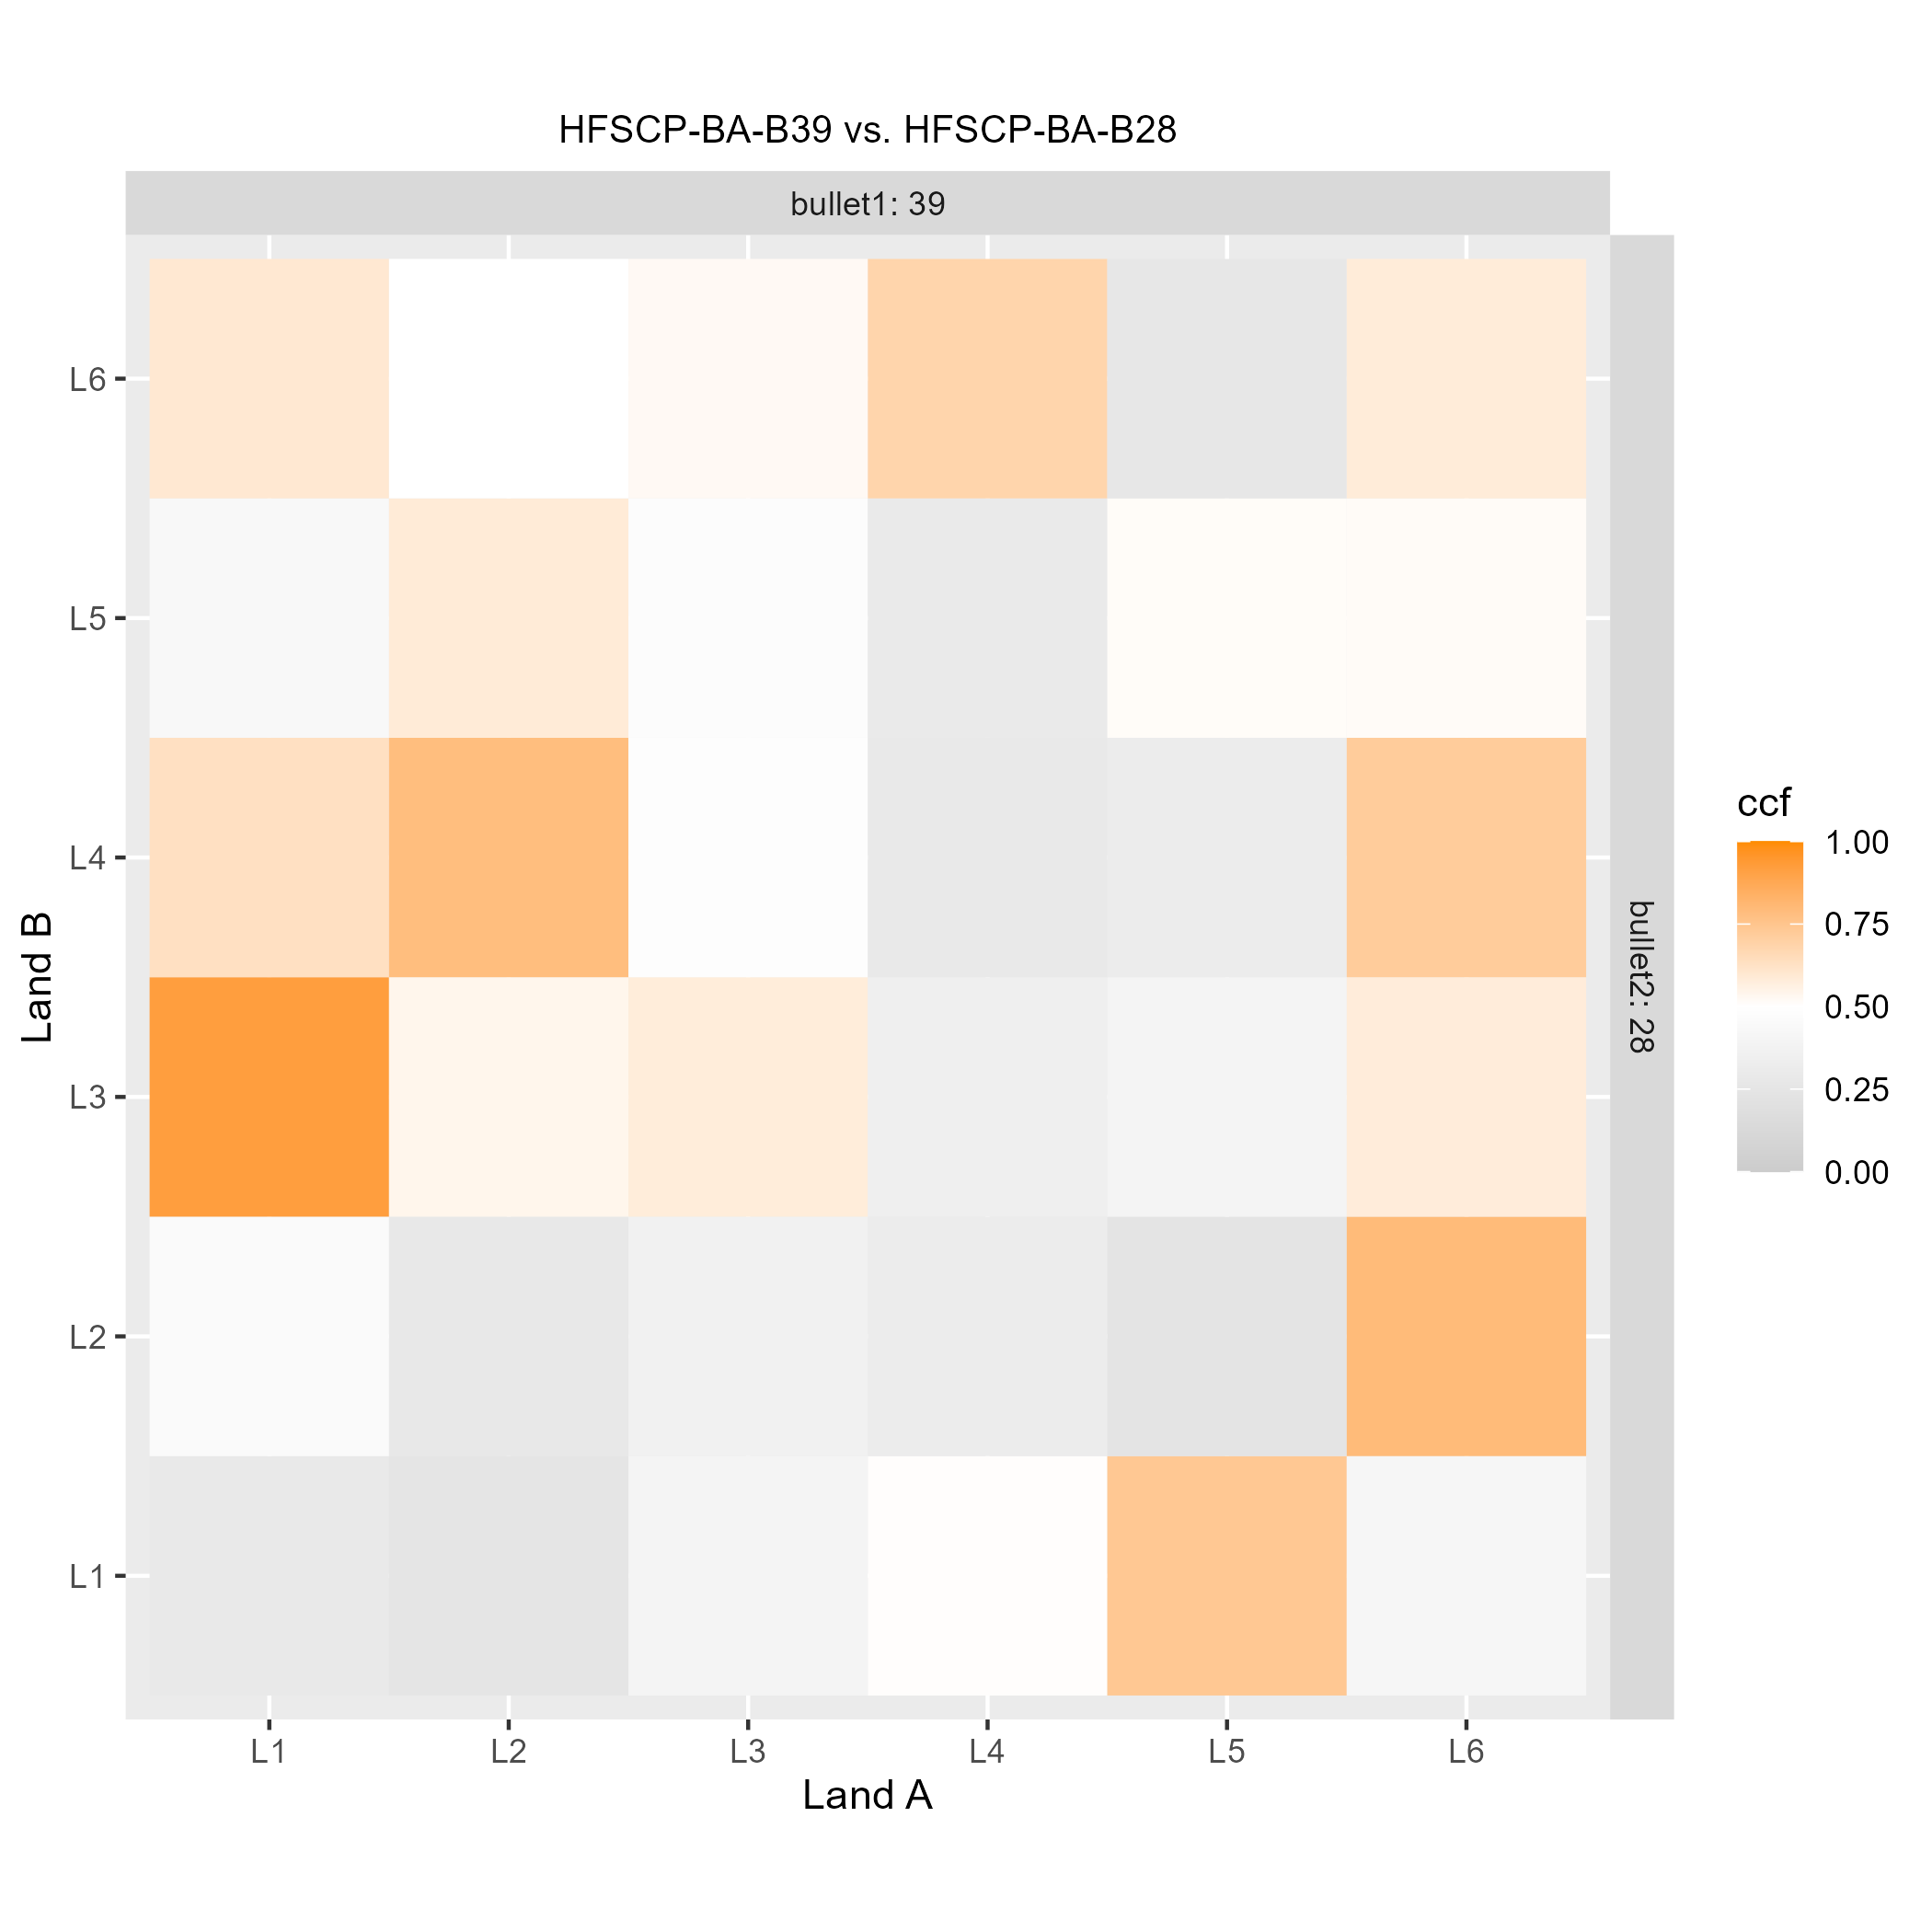 HFSCP-BA-B39 vs. HFSCP-BA-B28
bullet1: 39
L6
L5
L4
L3
L2
L1
Land B
bullet2: 28
L1 L2 L3 L4 L5 L6
Land A
ccf
1.00
0.75
0.50
0.25
0.00